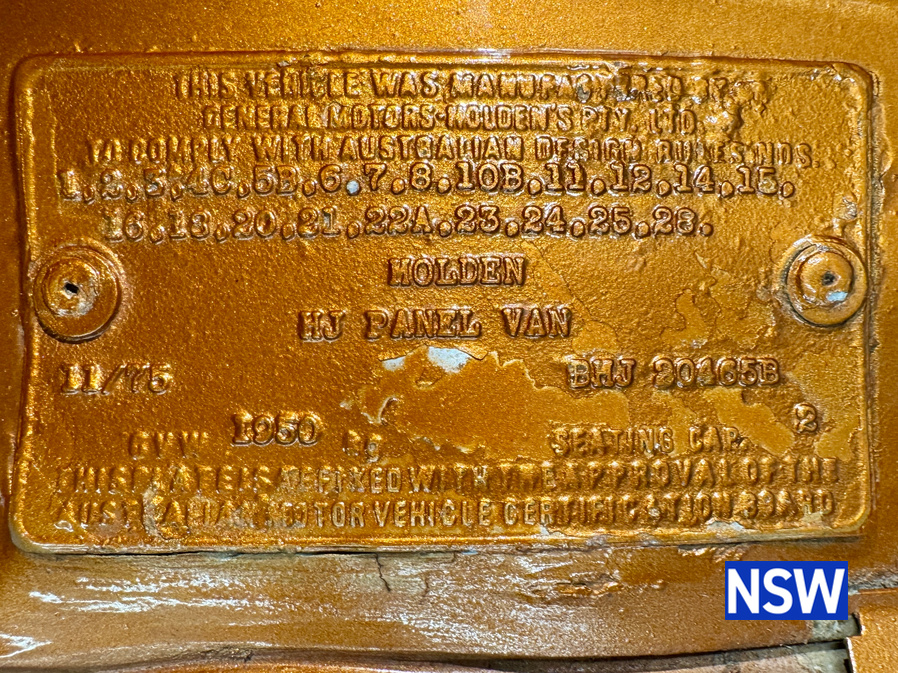 THIS VEHICLE WAS MANUFACTURED BY
GENERAL MOTORS-HOLDEN'S PTY. LTD.
TO COMPLY WITH AUSTRALIAN DESIGN RULES NOS.
1,2,3,4C,5B,6,7,8,10B,11,12,14,15,
16,18,20,21,22A,23,24,25,28.
HOLDEN
HJ PANEL VAN
11/75
GVW 1950 KG SEATING CAP. 2
THIS PLATE IS AFFIXED WITH THE APPROVAL OF THE
AUSTRALIAN MOTOR VEHICLE CERTIFICATION BOARD
NSW